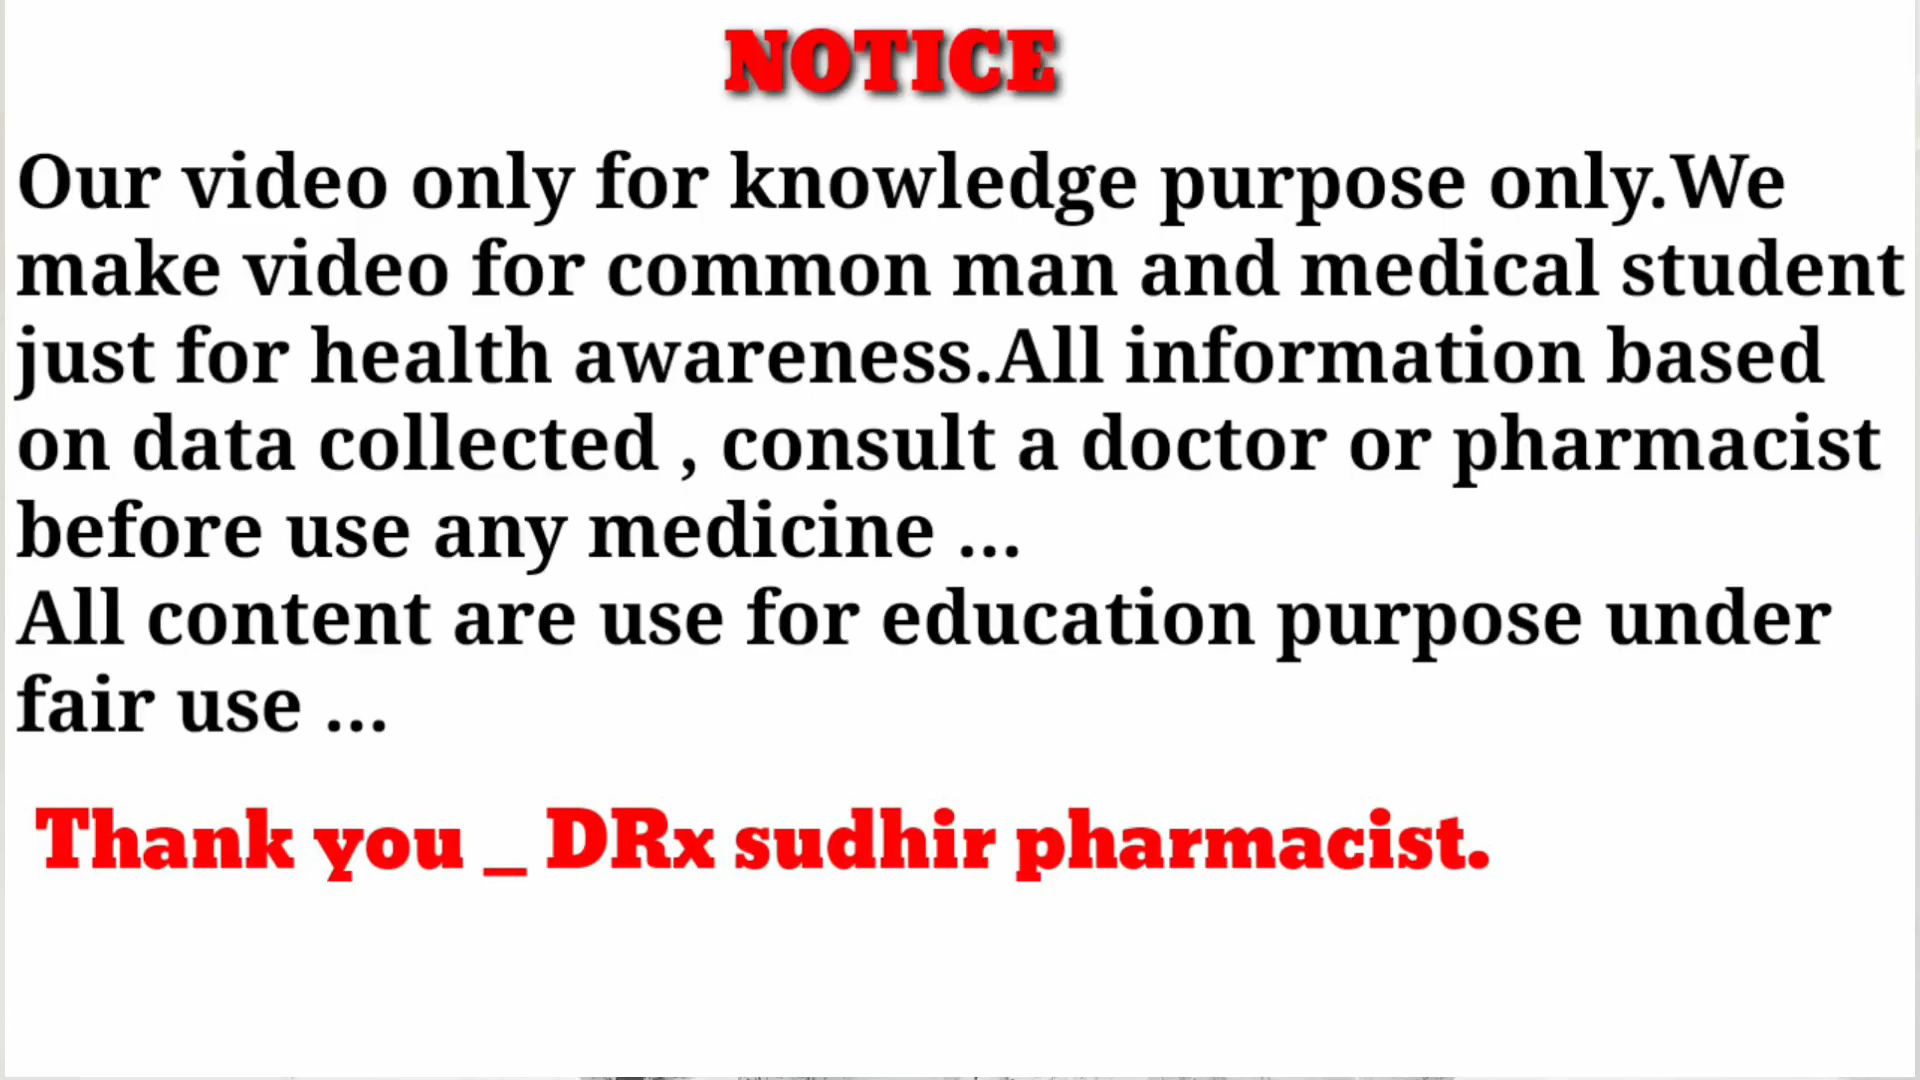 NOTICE
Our video only for knowledge purpose only.We
make video for common man and medical student
just for health awareness.All information based
on data collected , consult a doctor or pharmacist
before use any medicine ...
All content are use for education purpose under
fair use ...
Thank you _ DRx sudhir pharmacist.